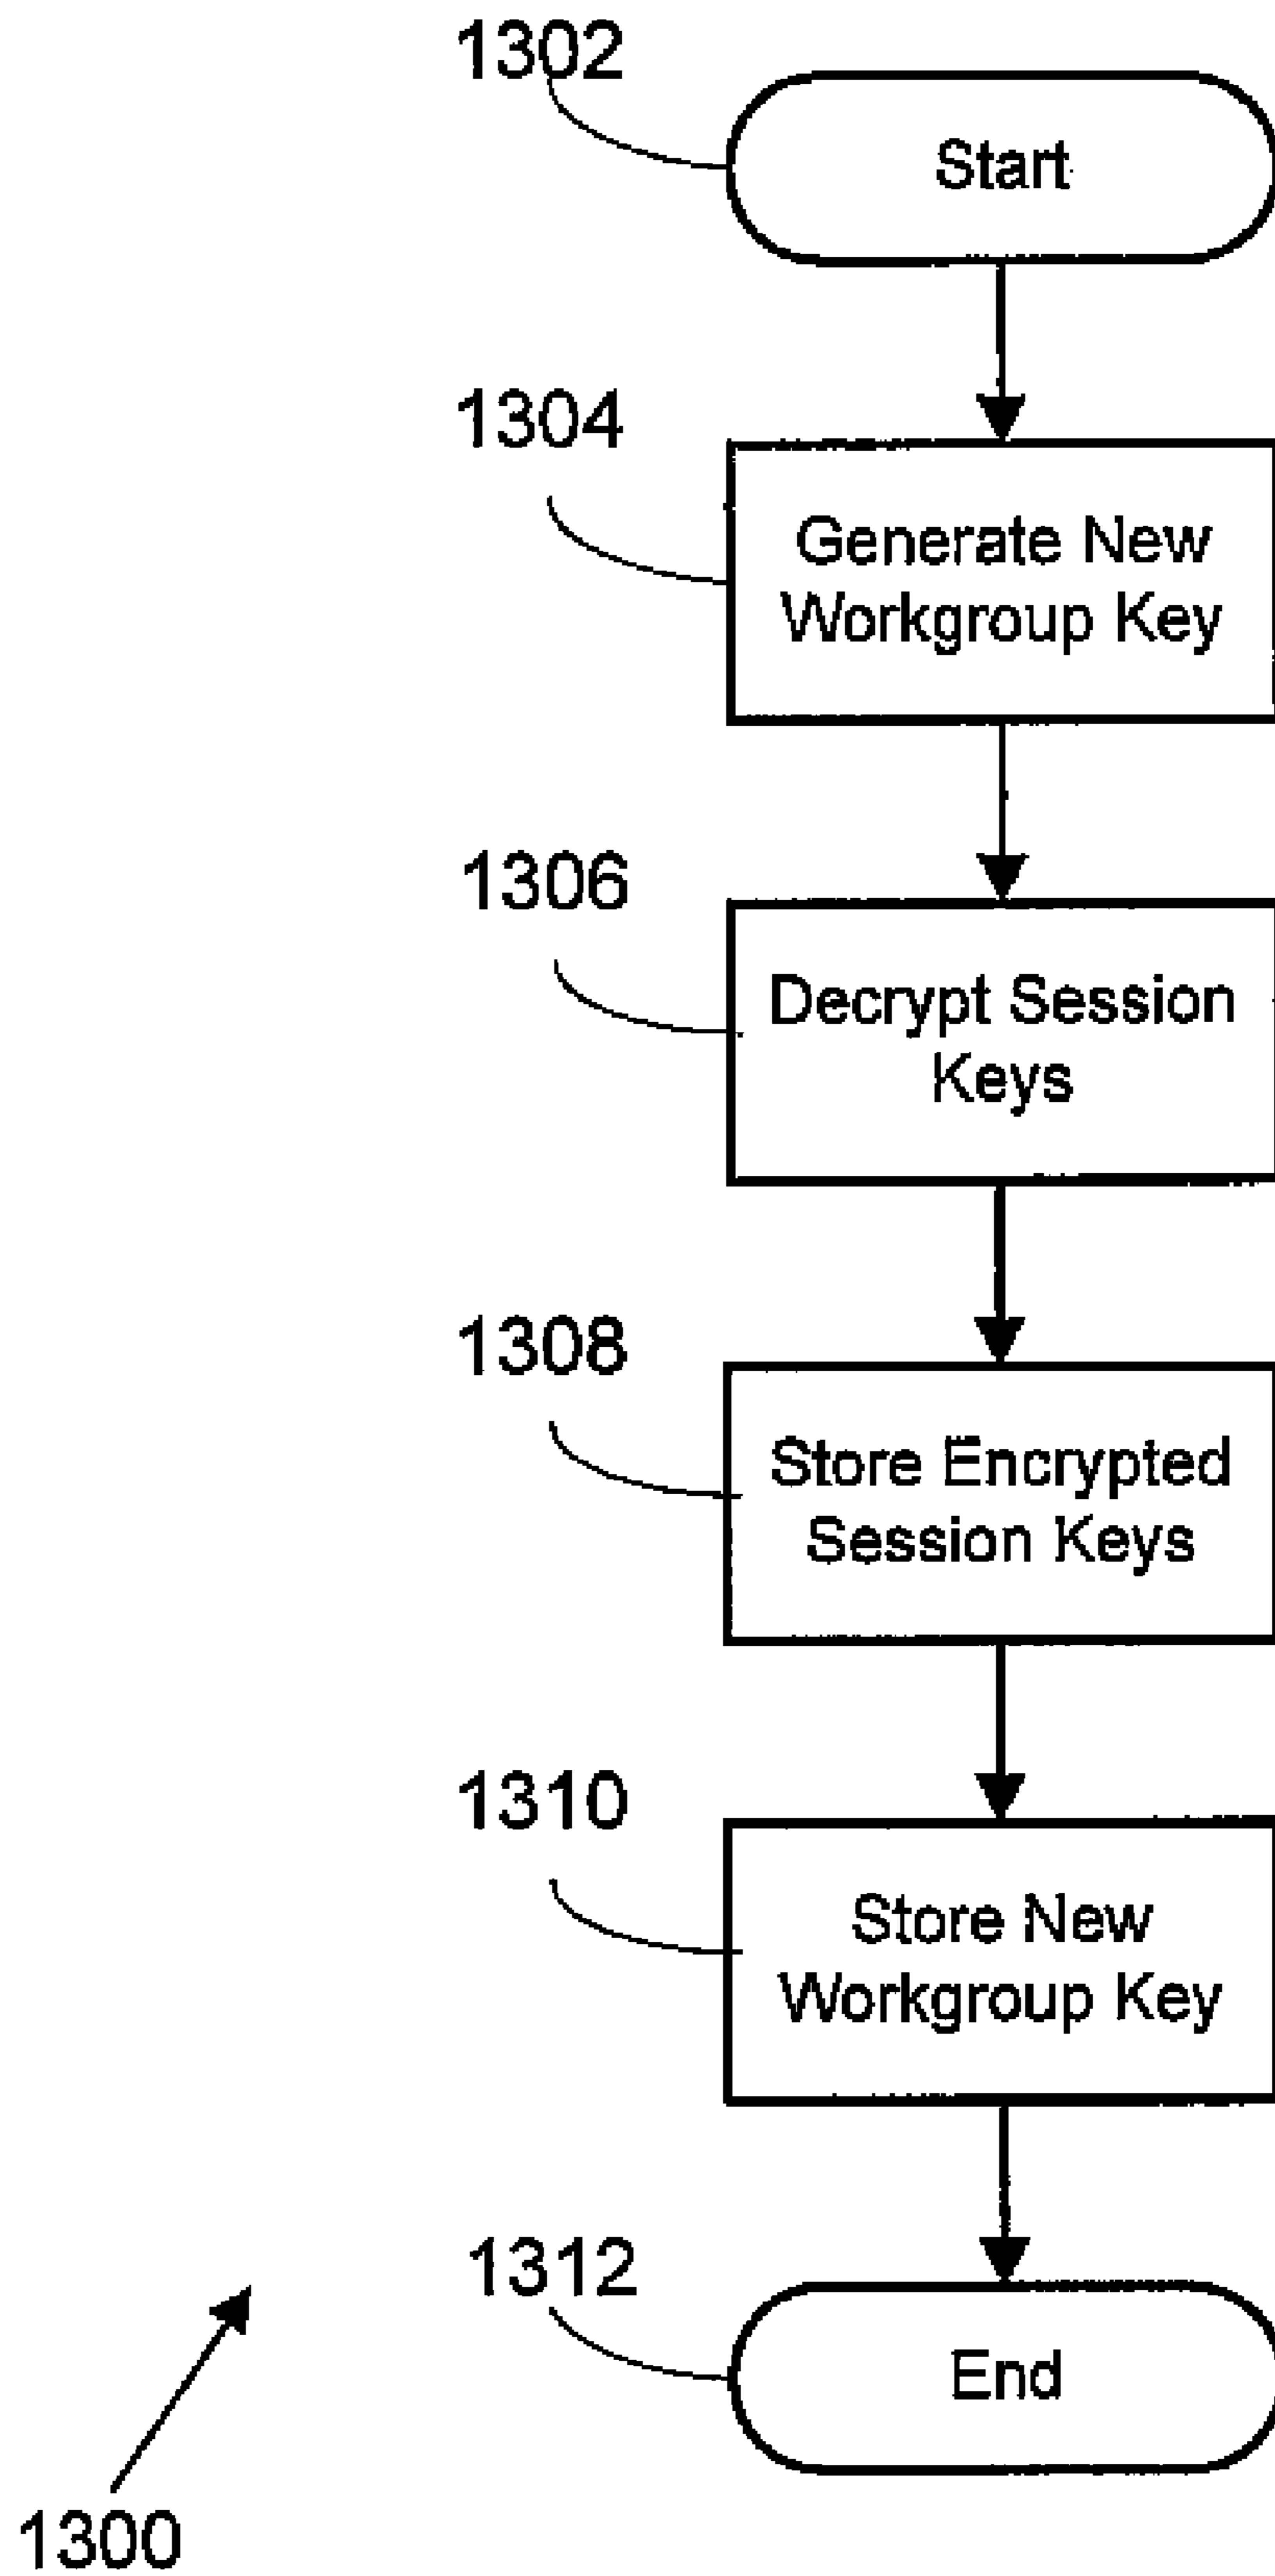 1302
Start
1304
Generate New
Workgroup Key
1306
Decrypt Session
Keys
1308
Store Encrypted
Session Keys
1310
Store New
Workgroup Key
1312
End
1300